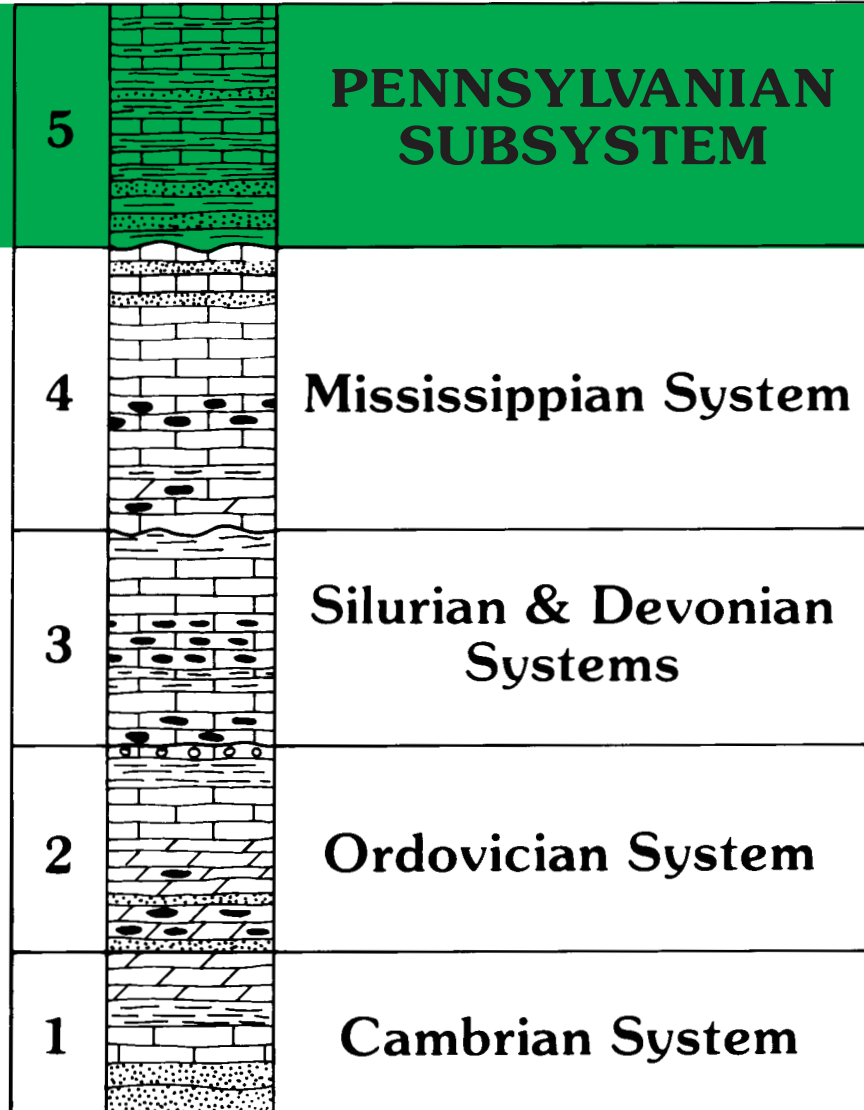 5
PENNSYLVANIAN
SUBSYSTEM
4
Mississippian System
3
Silurian & Devonian
Systems
2
Ordovician System
1
Cambrian System